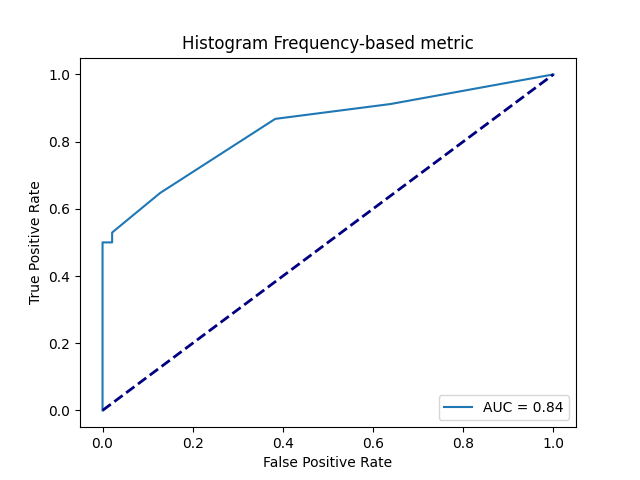 Histogram Frequency-based metric
True Positive Rate
1.0
0.8
0.6
0.4
0.2
0.0
AUC = 0.84
0.0 0.2 0.4 0.6 0.8 1.0
False Positive Rate